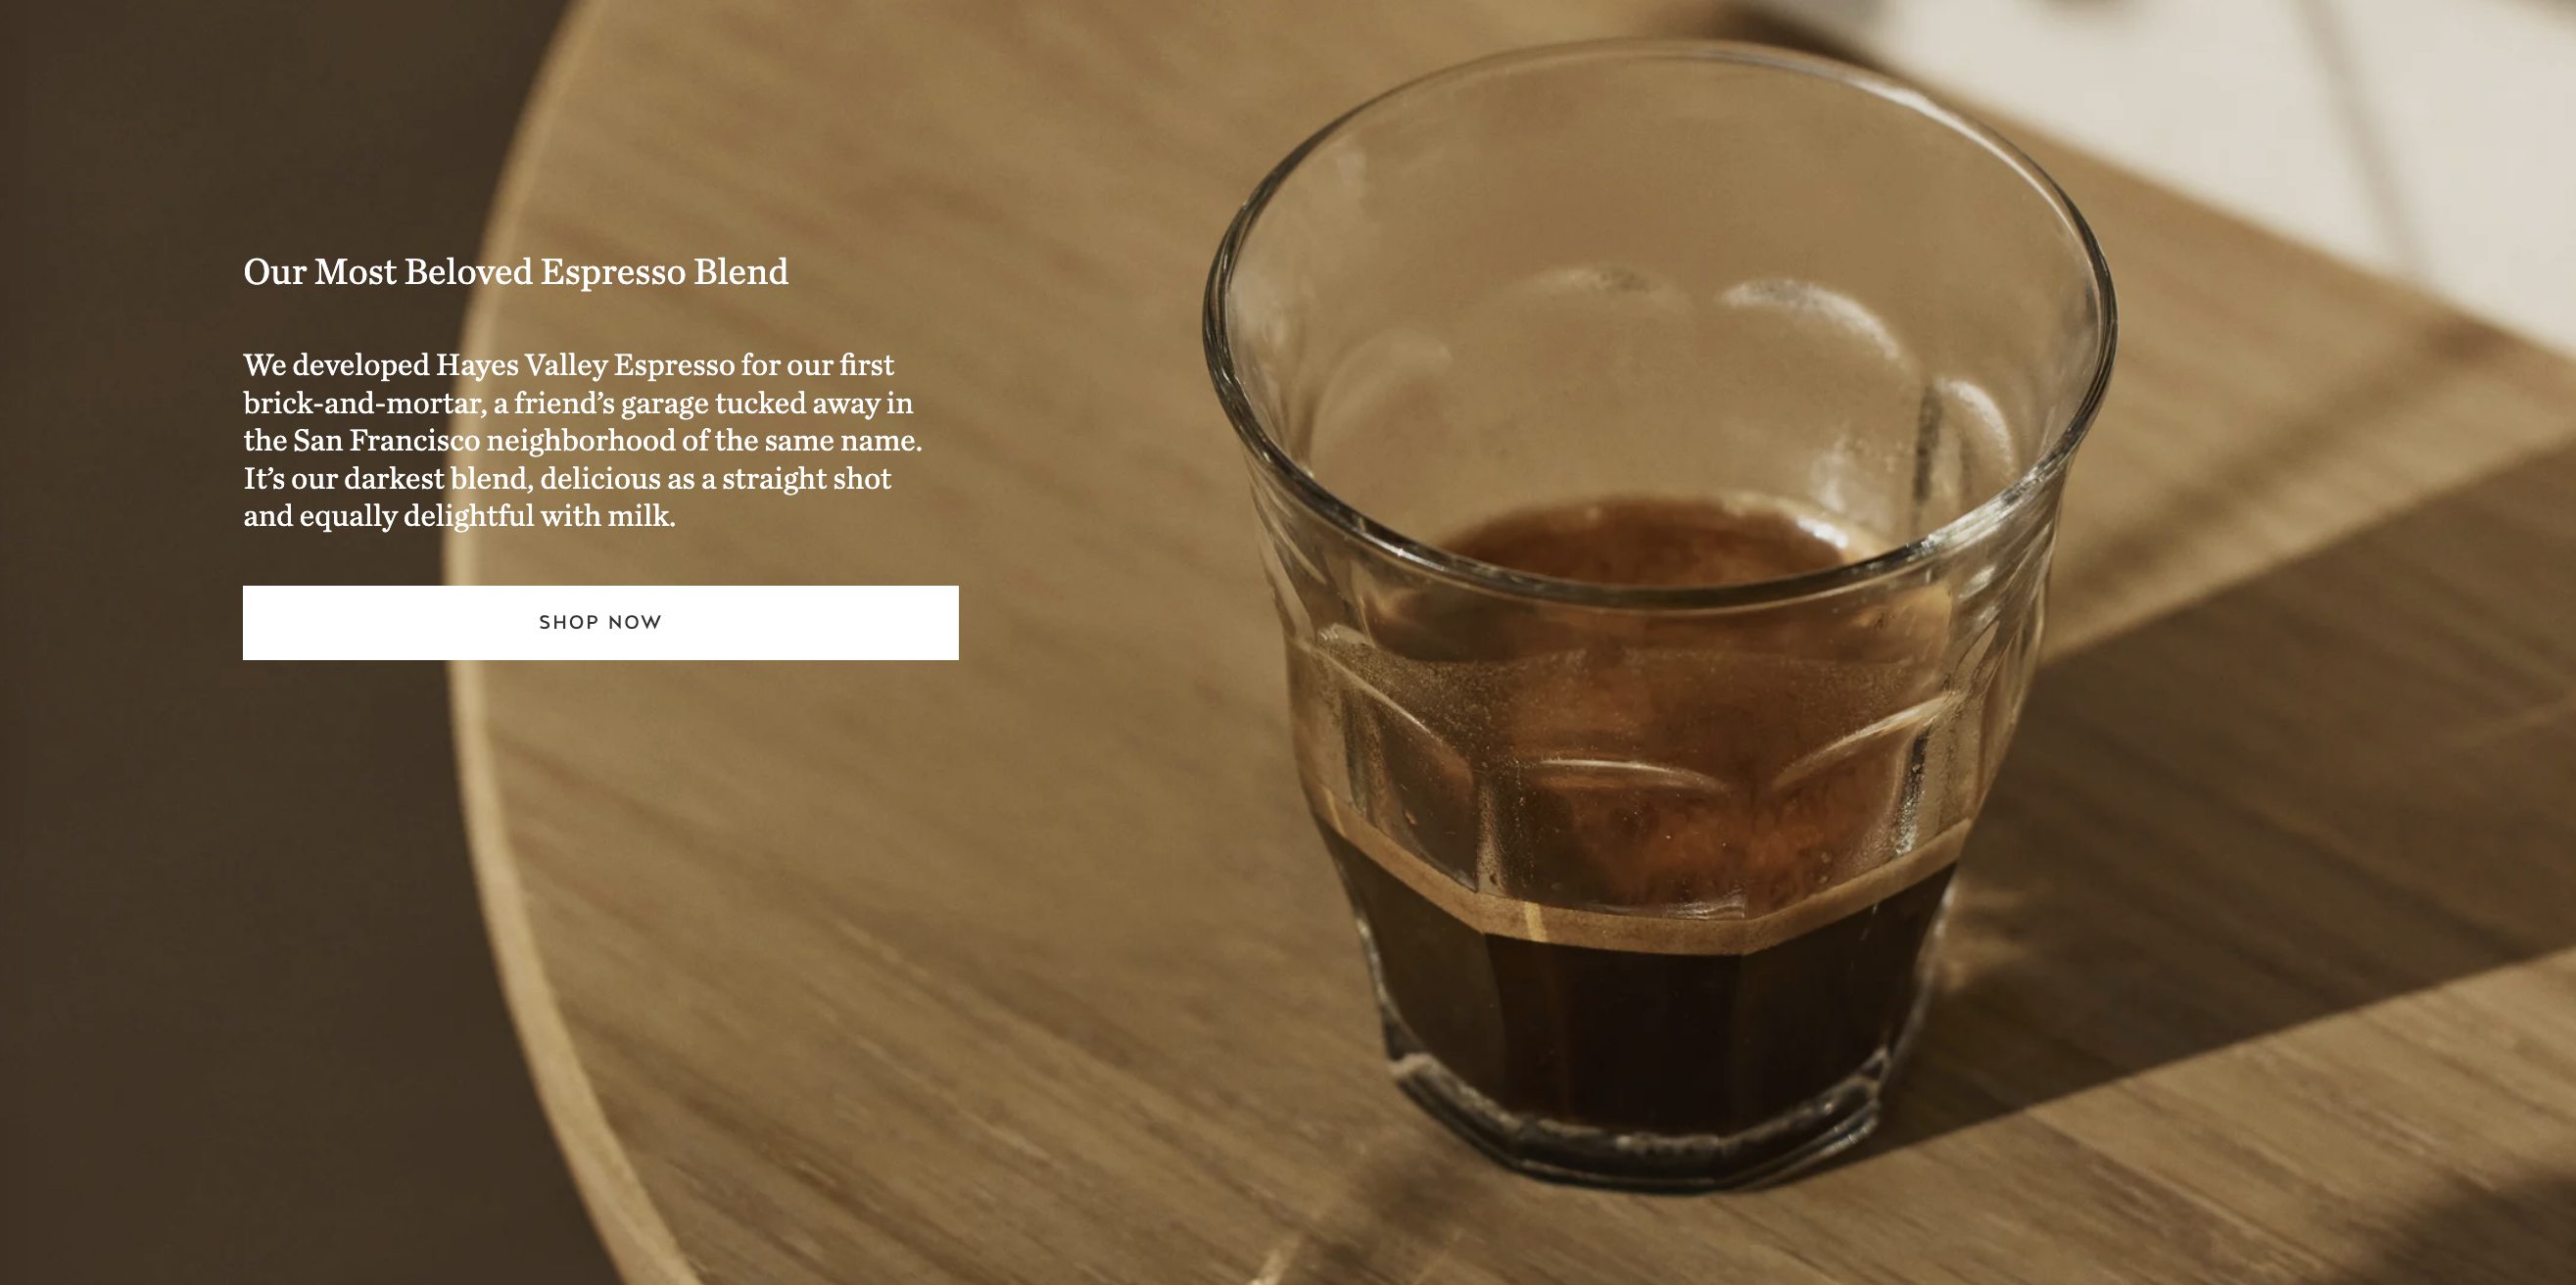 Our Most Beloved Espresso Blend
We developed Hayes Valley Espresso for our first
brick-and-mortar, a friend’s garage tucked away in
the San Francisco neighborhood of the same name.
It’s our darkest blend, delicious as a straight shot
and equally delightful with milk.
SHOP NOW